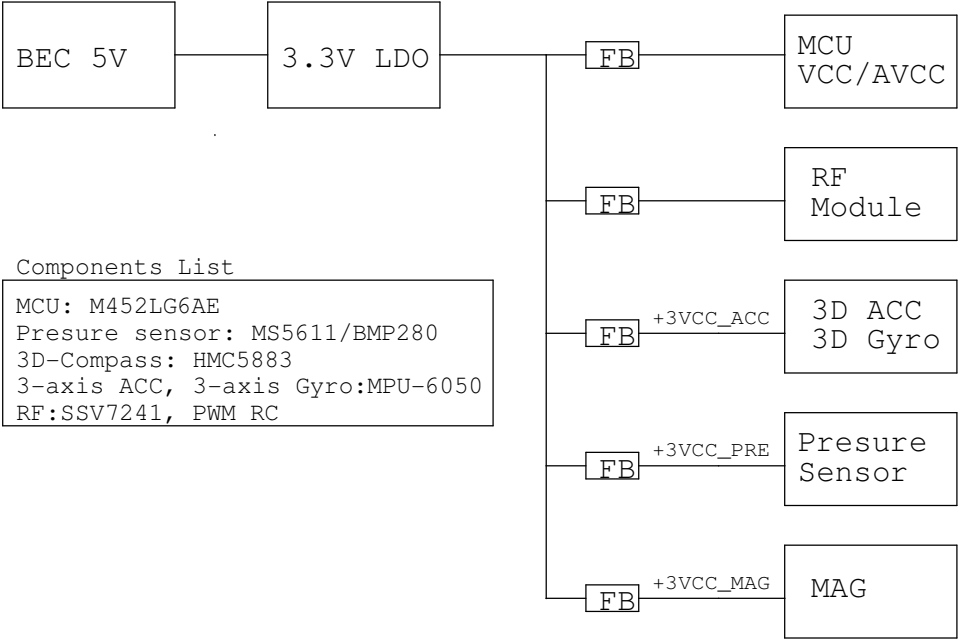 BEC 5V
3.3V LDO
FB
MCU
VCC/AVCC
FB
RF
Module
Components List
MCU: M452LG6AE
Presure sensor: MS5611/BMP280
3D-Compass: HMC5883
3-axis ACC, 3-axis Gyro:MPU-6050
RF:SSV7241, PWM RC
FB
+3VCC_ACC
3D ACC
3D Gyro
FB
+3VCC_PRE
Presure
Sensor
FB
+3VCC_MAG
MAG